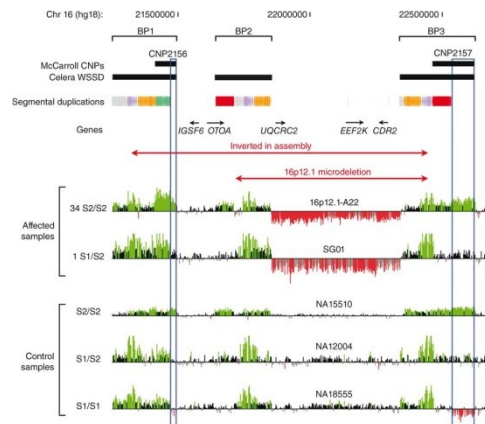 Chr 16 (hg18): 21500000 22000000 22500000
BP1 BP2 BP3
CNP2156 CNP2157
McCarroll CNPs
Celera WSSD
Segmental duplications
Genes
IGSF6 OTOA UQCRC2 EEF2K CDR2
Inverted in assembly
16p12.1 microdeletion
Affected samples
34 S2/S2 16p12.1-A22
1 S1/S2 SG01
Control samples
S2/S2 NA15510
S1/S2 NA12004
S1/S1 NA18555